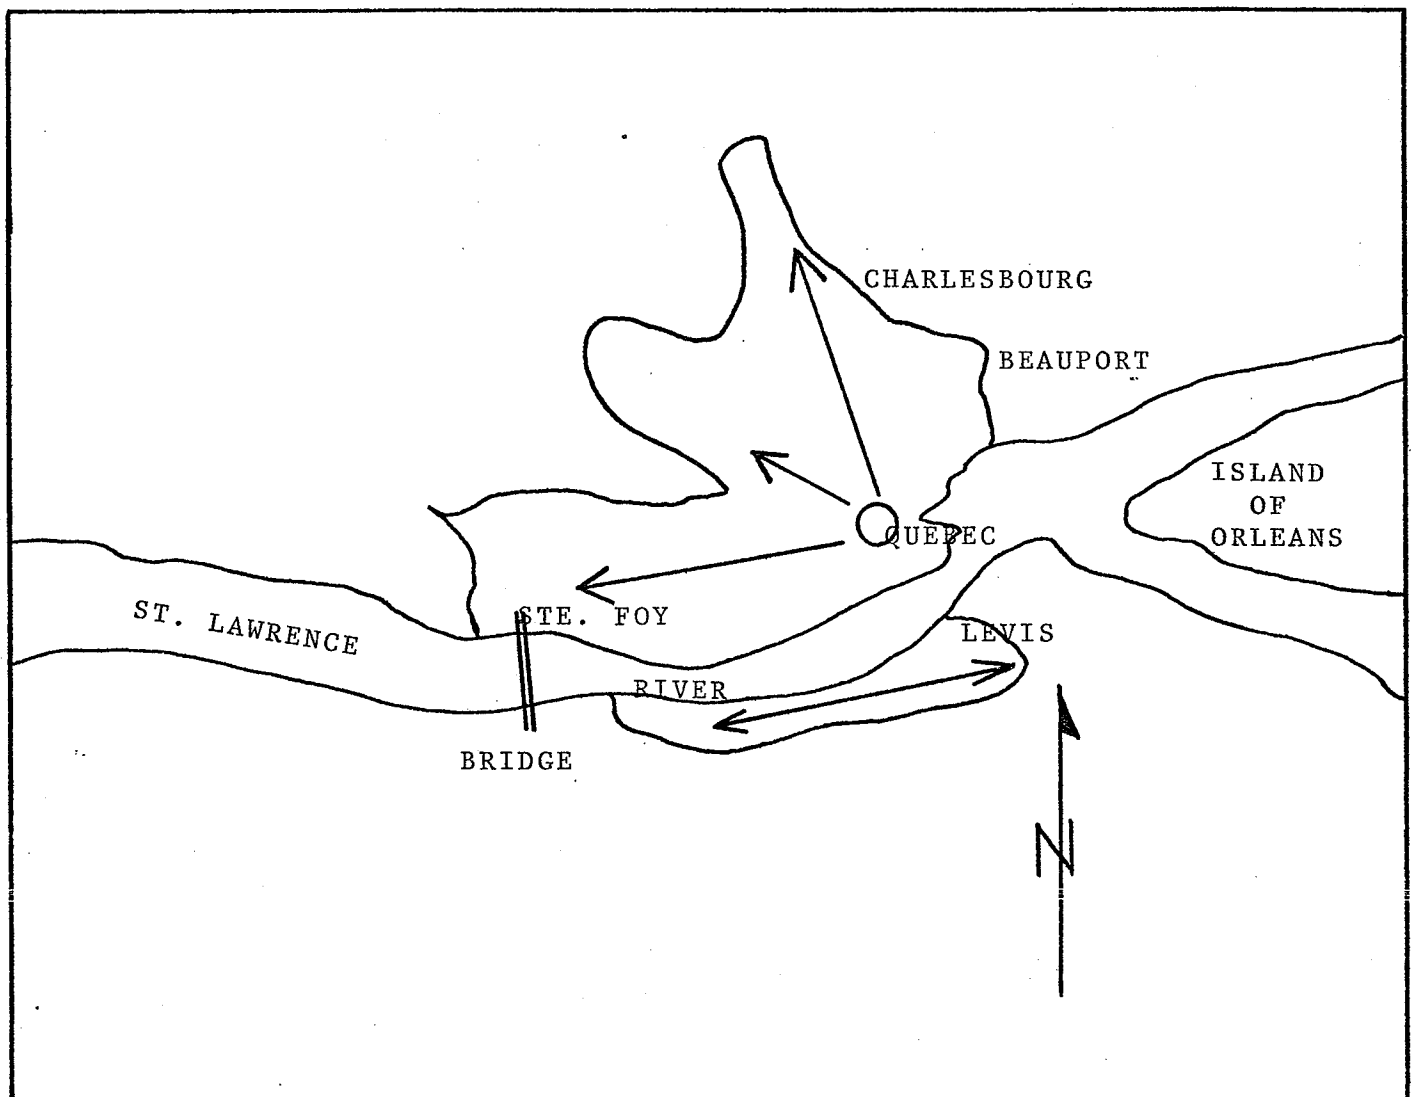 CHARLESBOURG
BEAUPORT
ISLAND
OF
ORLEANS
QUEBEC
ST. LAWRENCE
STE. FOY
LEVIS
RIVER
BRIDGE
N